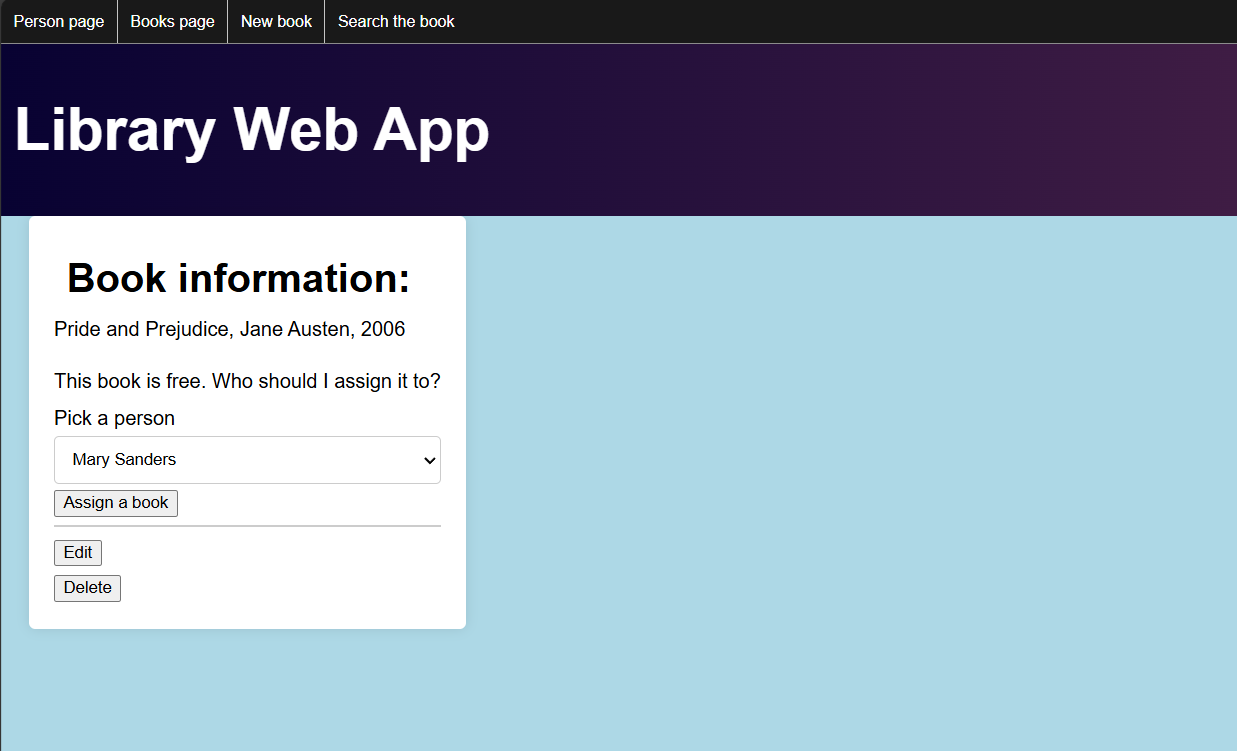 Person page Books page New book Search the book
Library Web App
Book information:
Pride and Prejudice, Jane Austen, 2006
This book is free. Who should I assign it to?
Pick a person
Mary Sanders
Assign a book
Edit
Delete